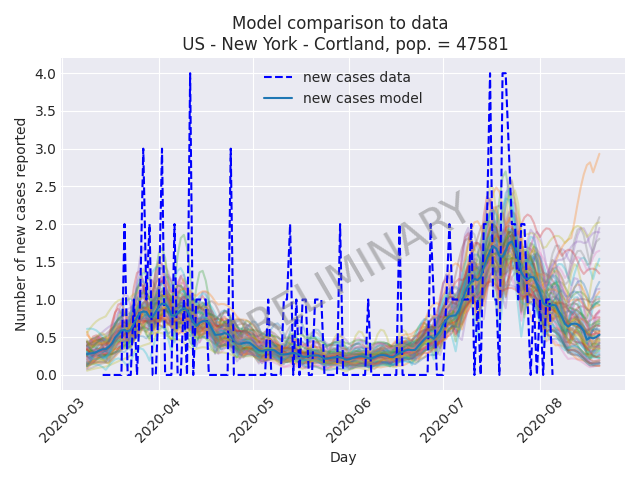 Model comparison to data
US - New York - Cortland, pop. = 47581
new cases data
new cases model
PRELIMINARY
Number of new cases reported
4.0
3.5
3.0
2.5
2.0
1.5
1.0
0.5
0.0
2020-03
2020-04
2020-05
2020-06
2020-07
2020-08
Day